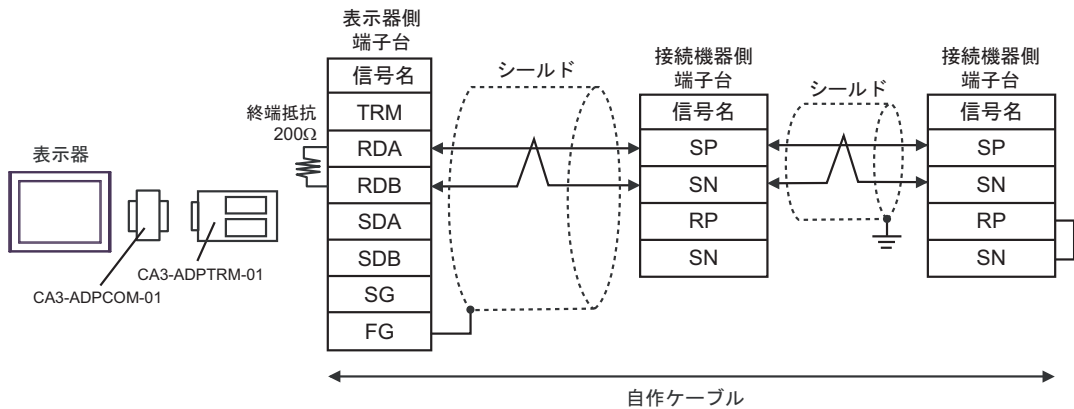 表示器
CA3-ADPCOM-01
CA3-ADPTRM-01
終端抵抗
200Ω
表示器側
端子台
信号名
TRM
RDA
RDB
SDA
SDB
SG
FG
シールド
接続機器側
端子台
信号名
SP
SN
RP
SN
シールド
接続機器側
端子台
信号名
SP
SN
RP
SN
自作ケーブル